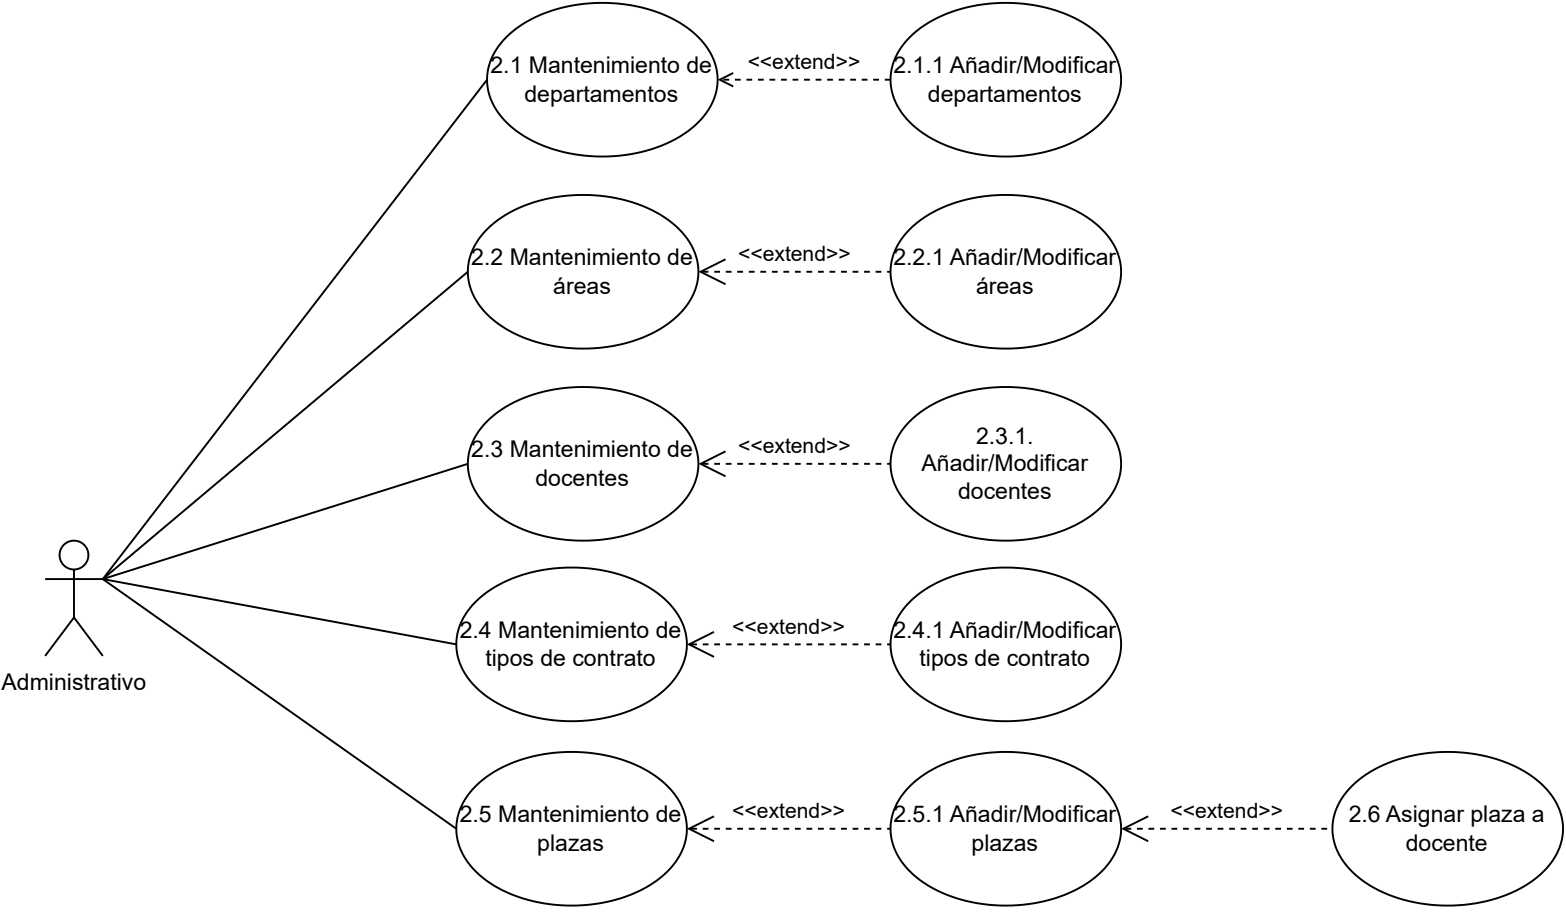 2.1 Mantenimiento de
departamentos
<<extend>>
2.1.1 Añadir/Modificar
departamentos
2.2 Mantenimiento de
áreas
<<extend>>
2.2.1 Añadir/Modificar
áreas
2.3 Mantenimiento de
docentes
<<extend>>
2.3.1.
Añadir/Modificar
docentes
Administrativo
2.4 Mantenimiento de
tipos de contrato
<<extend>>
2.4.1 Añadir/Modificar
tipos de contrato
2.5 Mantenimiento de
plazas
<<extend>>
2.5.1 Añadir/Modificar
plazas
<<extend>>
2.6 Asignar plaza a
docente